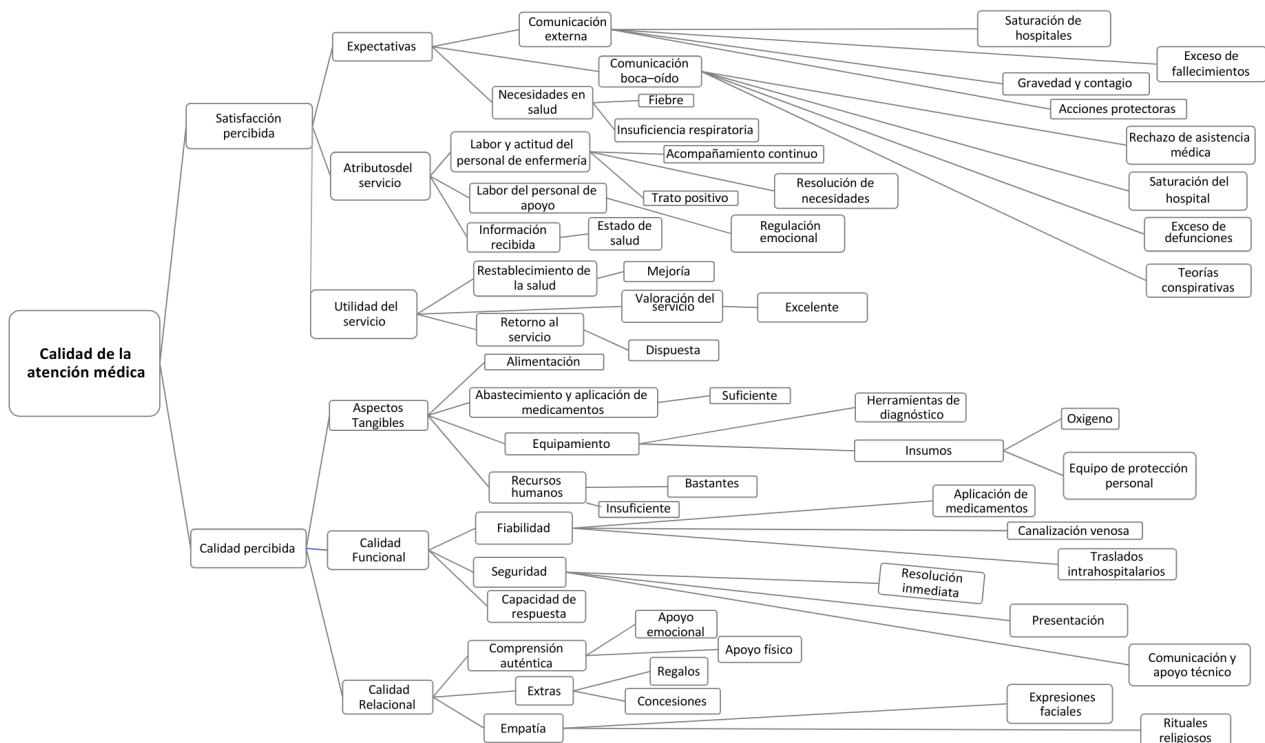 Calidad de la
atención médica
Satisfacción
percibida
Expectativas
Comunicación
externa
Saturación de
hospitales
Exceso de
fallecimientos
Gravedad y contagio
Acciones protectoras
Comunicación
boca–oído
Rechazo de asistencia
médica
Saturación del
hospital
Exceso de
defunciones
Teorías
conspirativas
Necesidades en
salud
Fiebre
Insuficiencia respiratoria
Atributosdel
servicio
Labor y actitud del
personal de enfermería
Acompañamiento continuo
Resolución de
necesidades
Trato positivo
Labor del personal de
apoyo
Regulación
emocional
Información
recibida
Estado de
salud
Utilidad del
servicio
Restablecimiento de
la salud
Mejoría
Valoración del
servicio
Excelente
Retorno al
servicio
Dispuesta
Calidad percibida
Aspectos
Tangibles
Alimentación
Abastecimiento y aplicación de
medicamentos
Suficiente
Equipamiento
Herramientas de
diagnóstico
Insumos
Oxigeno
Equipo de protección
personal
Recursos
humanos
Bastantes
Insuficiente
Calidad
Funcional
Fiabilidad
Aplicación de
medicamentos
Canalización venosa
Traslados
intrahospitalarios
Seguridad
Resolución
inmediata
Presentación
Comunicación y
apoyo técnico
Capacidad de
respuesta
Calidad
Relacional
Comprensión
auténtica
Apoyo
emocional
Apoyo físico
Extras
Regalos
Concesiones
Empatía
Expresiones
faciales
Rituales
religiosos